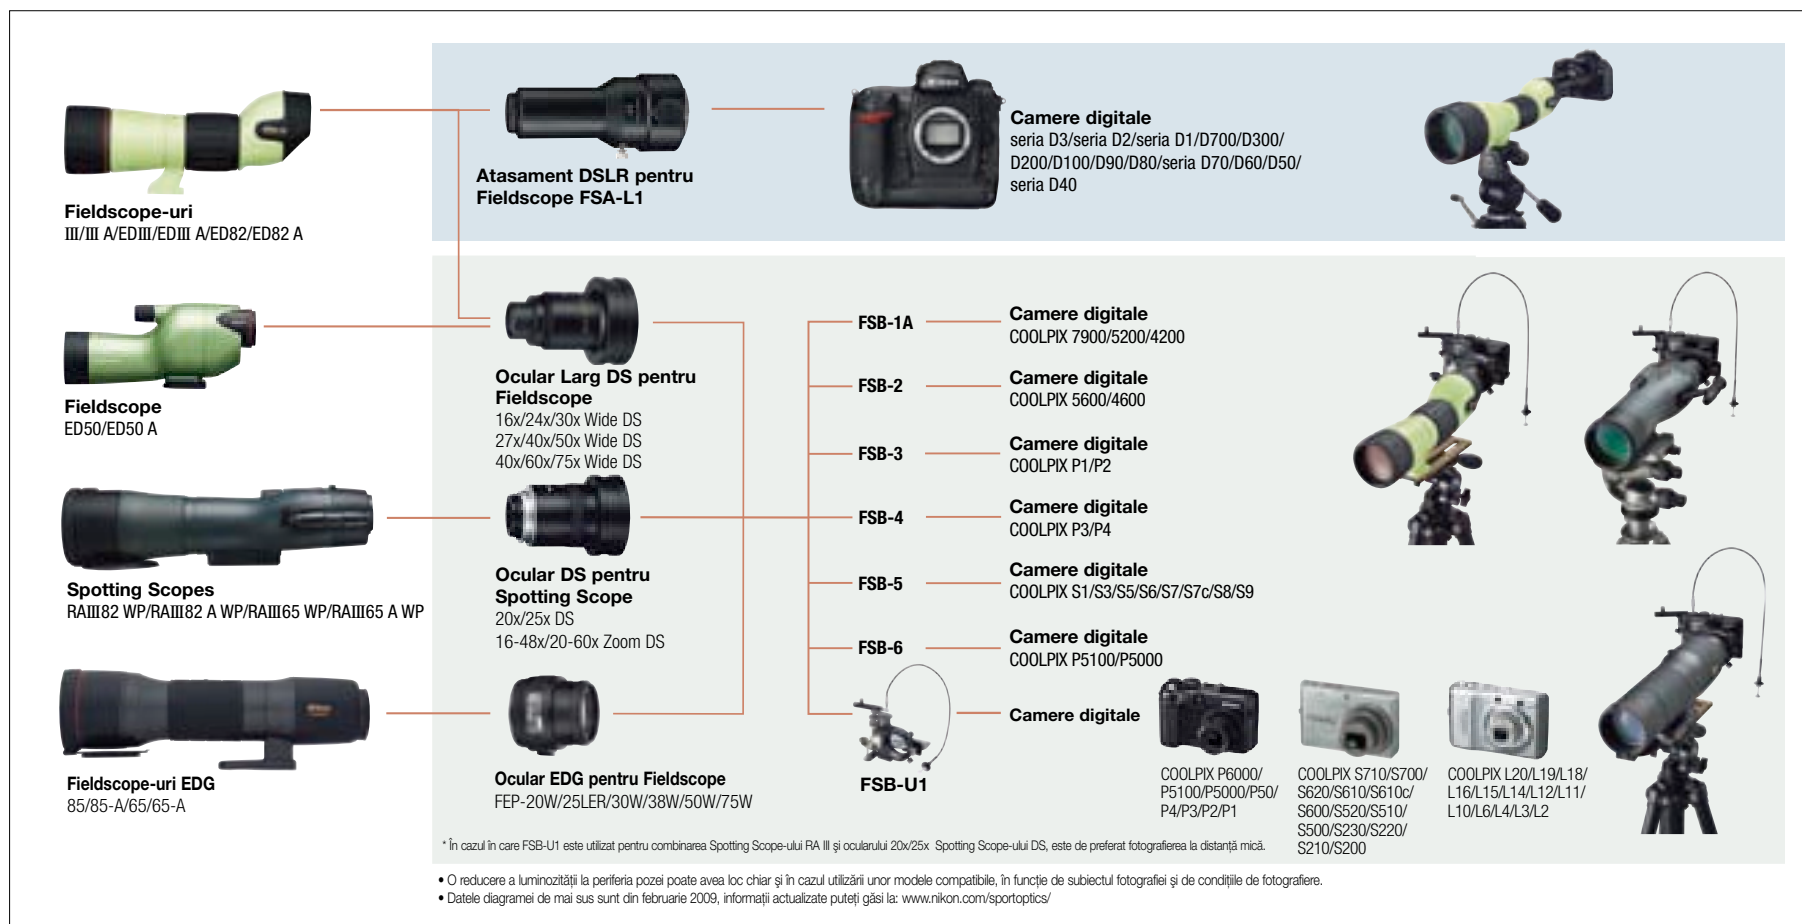 Fieldscope-uri
III/III A/EDIII/EDIII A/ED82/ED82 A
Atasament DSLR pentru
Fieldscope FSA-L1
Camere digitale
seria D3/seria D2/seria D1/D700/D300/
D200/D100/D90/D80/seria D70/D60/D50/
seria D40
Fieldscope
ED50/ED50 A
Ocular Larg DS pentru
Fieldscope
16x/24x/30x Wide DS
27x/40x/50x Wide DS
40x/60x/75x Wide DS
Spotting Scopes
RAIII82 WP/RAIII82 A WP/RAIII65 WP/RAIII65 A WP
Ocular DS pentru
Spotting Scope
20x/25x DS
16-48x/20-60x Zoom DS
Fieldscope-uri EDG
85/85-A/65/65-A
Ocular EDG pentru Fieldscope
FEP-20W/25LER/30W/38W/50W/75W
FSB-1A
Camere digitale
COOLPIX 7900/5200/4200
FSB-2
Camere digitale
COOLPIX 5600/4600
FSB-3
Camere digitale
COOLPIX P1/P2
FSB-4
Camere digitale
COOLPIX P3/P4
FSB-5
Camere digitale
COOLPIX S1/S3/S5/S6/S7/S7c/S8/S9
FSB-6
Camere digitale
COOLPIX P5100/P5000
FSB-U1
Camere digitale
COOLPIX P6000/
P5100/P5000/P50/
P4/P3/P2/P1
COOLPIX S710/S700/
S620/S610/S610c/
S600/S520/S510/
S500/S230/S220/
S210/S200
COOLPIX L20/L19/L18/
L16/L15/L14/L12/L11/
L10/L6/L4/L3/L2
* În cazul în care FSB-U1 este utilizat pentru combinarea Spotting Scope-ului RA III şi ocularului 20x/25x Spotting Scope-ului DS, este de preferat fotografierea la distanţă mică.
• O reducere a luminozităţii la periferia pozei poate avea loc chiar şi în cazul utilizării unor modele compatibile, în funcţie de subiectul fotografiei şi de condiţiile de fotografiere.
• Datele diagramei de mai sus sunt din februarie 2009, informaţii actualizate puteţi găsi la: www.nikon.com/sportoptics/